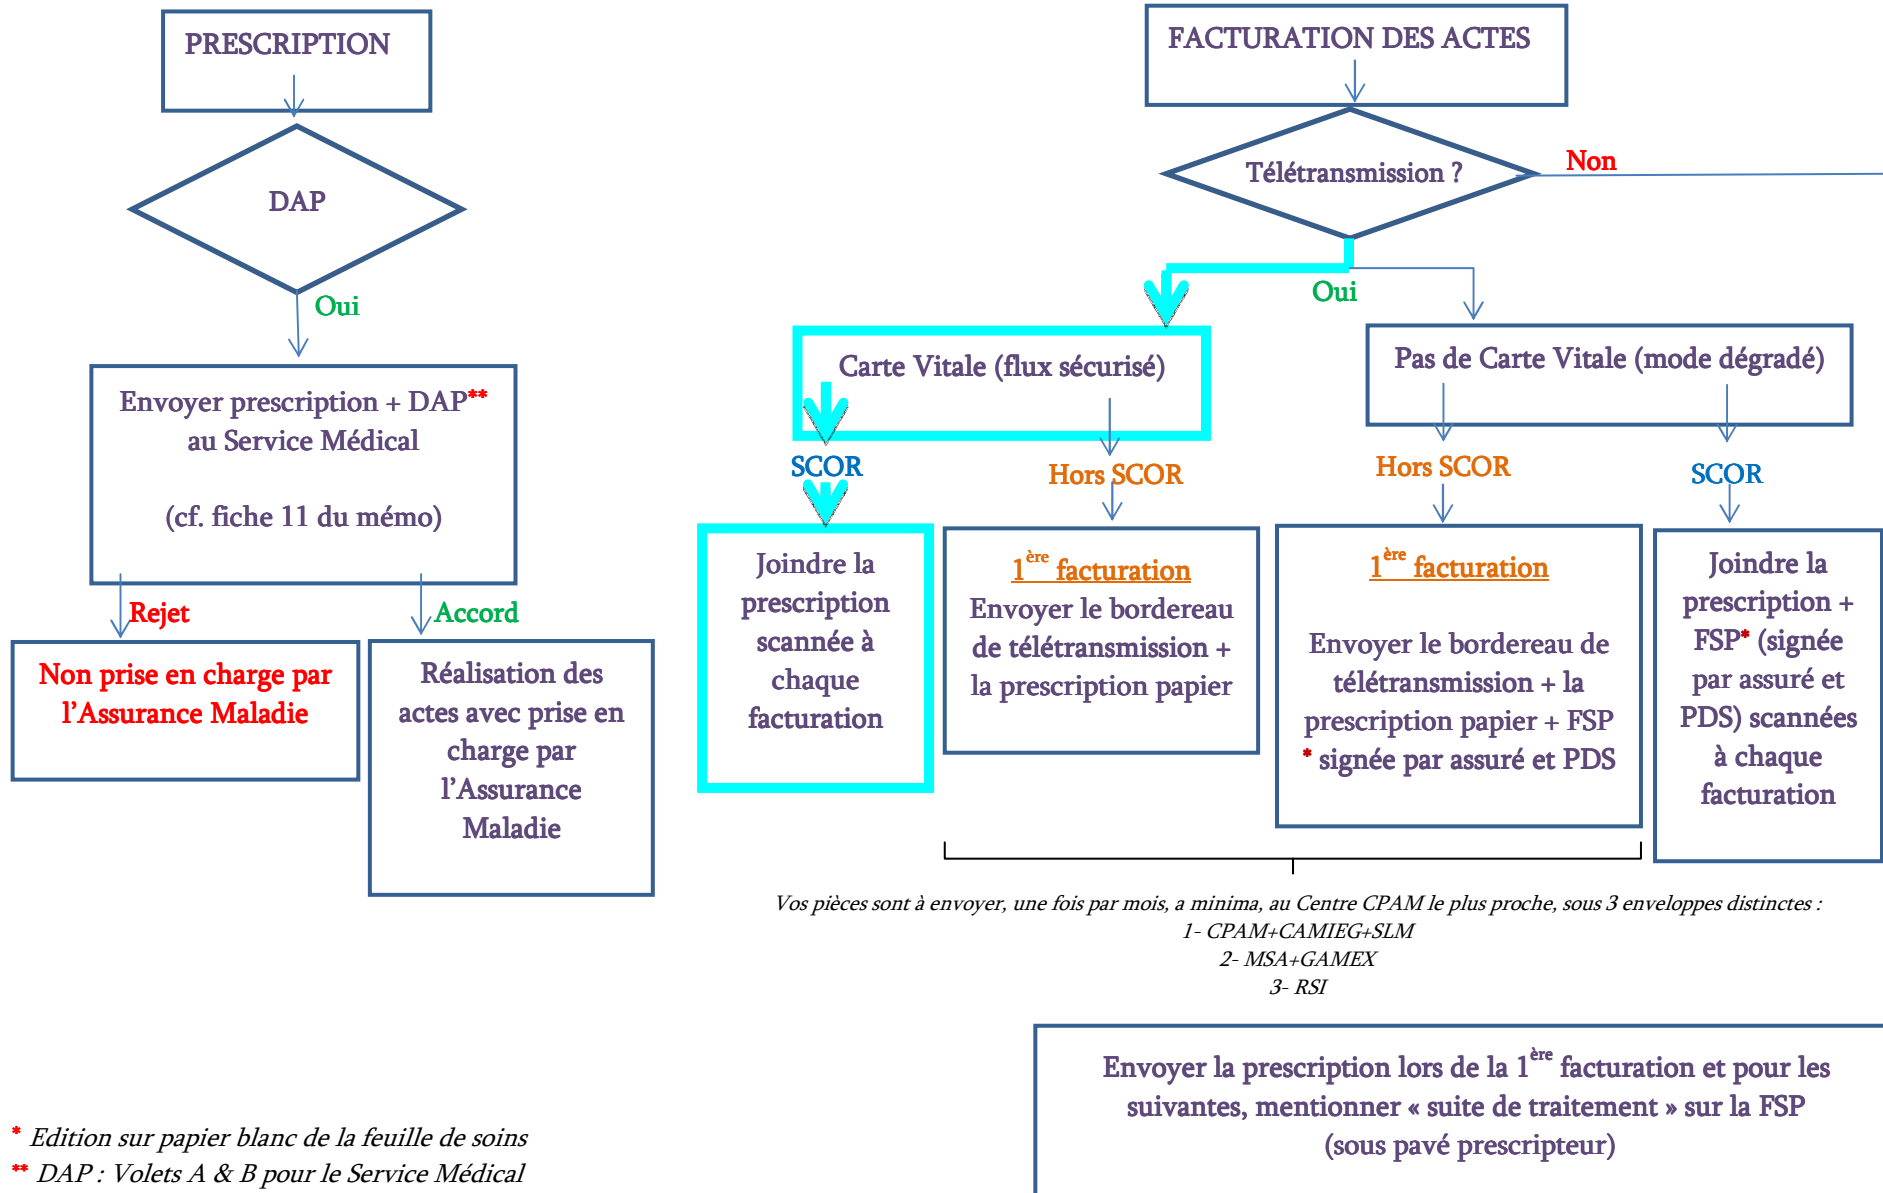 PRESCRIPTION
DAP
Oui
Envoyer prescription + DAP**
au Service Médical
(cf. fiche 11 du mémo)
Rejet
Accord
Non prise en charge par
l'Assurance Maladie
Réalisation des
actes avec prise en
charge par
l'Assurance
Maladie
FACTURATION DES ACTES
Télétransmission ?
Non
Oui
Carte Vitale (flux sécurisé)
Pas de Carte Vitale (mode dégradé)
SCOR
Hors SCOR
Hors SCOR
SCOR
Joindre la
prescription
scannée à
chaque
facturation
1ère facturation
Envoyer le bordereau
de télétransmission +
la prescription papier
1ère facturation
Envoyer le bordereau de
télétransmission + la
prescription papier + FSP
* signée par assuré et PDS
Joindre la
prescription +
FSP* (signée
par assuré et
PDS) scannées
à chaque
facturation
Vos pièces sont à envoyer, une fois par mois, a minima, au Centre CPAM le plus proche, sous 3 enveloppes distinctes :
1- CPAM+CAMIEG+SLM
2- MSA+GAMEX
3- RSI
Envoyer la prescription lors de la 1ère facturation et pour les
suivantes, mentionner « suite de traitement » sur la FSP
(sous pavé prescripteur)
* Edition sur papier blanc de la feuille de soins
** DAP : Volets A & B pour le Service Médical